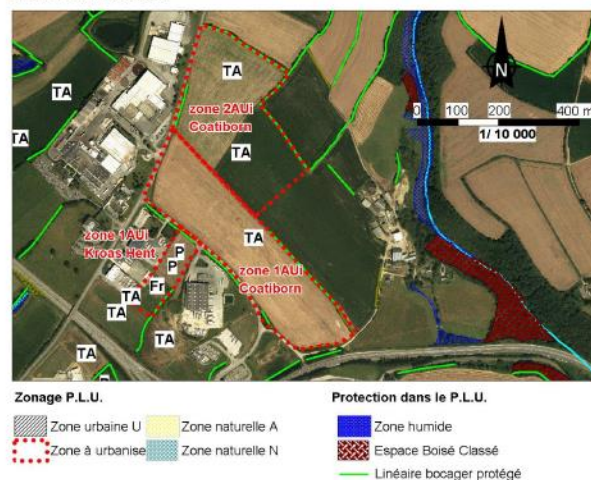 N
0 100 200 400 m
1/ 10 000
TA
TA
zone 2AUi
Coatiborn
TA
TA
TA
zone 1AUi
Kroas Hent
P
P
TA
zone 1AUi
Coatiborn
Fr
TA
TA
TA
TA
Zonage P.L.U.
Zone urbaine U
Zone naturelle A
Zone à urbanise
Zone naturelle N
Protection dans le P.L.U.
Zone humide
Espace Boisé Classé
Linéaire bocager protégé